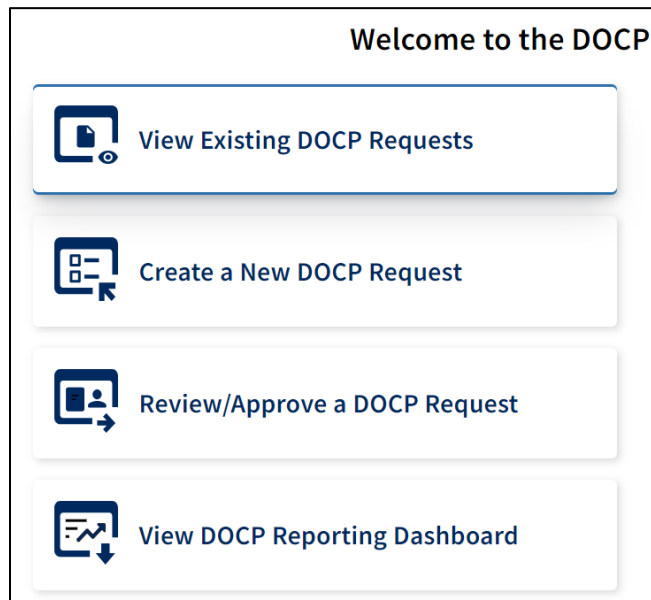 Welcome to the DOCP
View Existing DOCP Requests
Create a New DOCP Request
Review/Approve a DOCP Request
View DOCP Reporting Dashboard